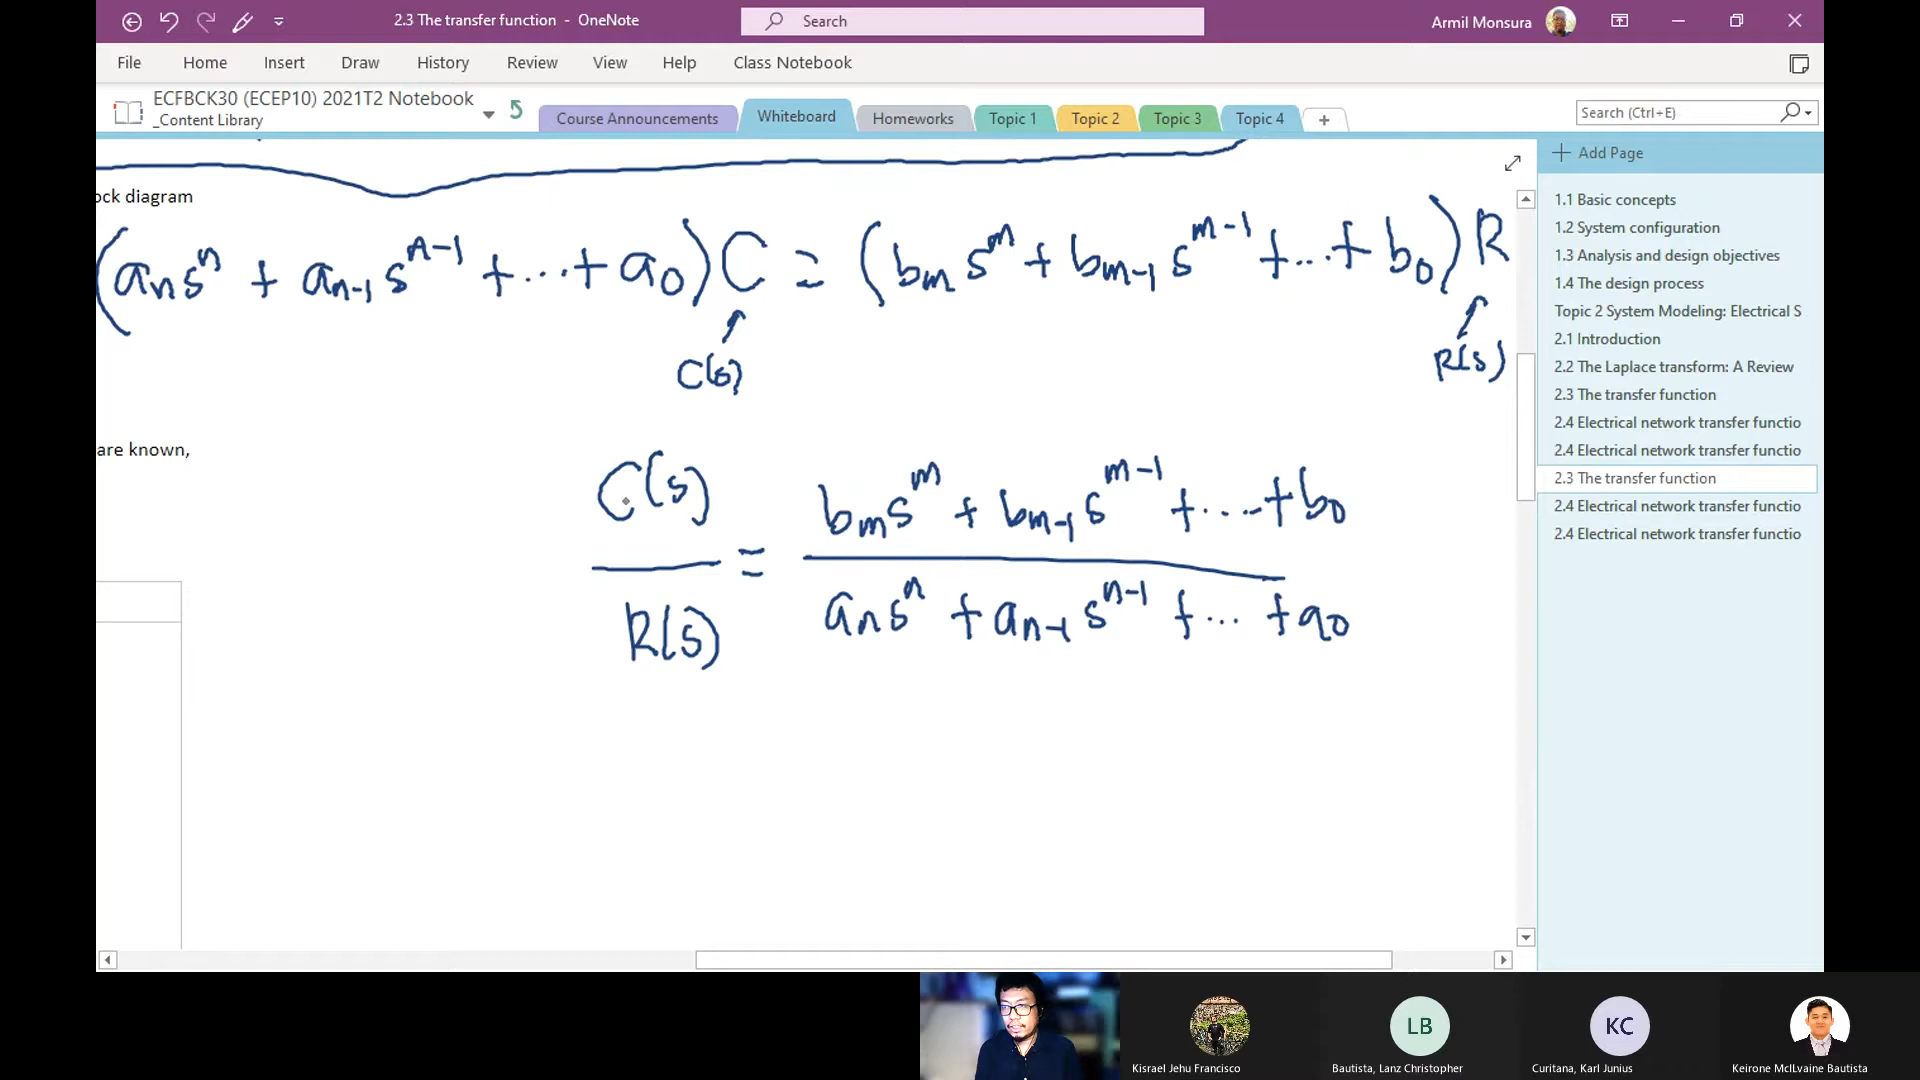 2.3 The transfer function - OneNote
Search
Armil Monsura
File Home Insert Draw History Review View Help Class Notebook
ECFBCK30 (ECEP10) 2021T2 Notebook
_Content Library
Course Announcements Whiteboard Homeworks Topic 1 Topic 2 Topic 3 Topic 4 +
Search (Ctrl+E)
Add Page
ock diagram
(aₙsⁿ + aₙ₋₁sⁿ⁻¹ + ... + a₀)C = (bₘsᵐ + bₘ₋₁sᵐ⁻¹ + ... + b₀)R
C(s)
R(s)
are known,
C(s)/R(s) = (bₘsᵐ + bₘ₋₁sᵐ⁻¹ + .... + b₀)/(aₙsⁿ + aₙ₋₁sⁿ⁻¹ + ... + a₀)
1.1 Basic concepts
1.2 System configuration
1.3 Analysis and design objectives
1.4 The design process
Topic 2 System Modeling: Electrical S
2.1 Introduction
2.2 The Laplace transform: A Review
2.3 The transfer function
2.4 Electrical network transfer functio
2.4 Electrical network transfer functio
2.3 The transfer function
2.4 Electrical network transfer functio
2.4 Electrical network transfer functio
LB
KC
Kisrael Jehu Francisco
Bautista, Lanz Christopher
Curitana, Karl Junius
Keirone McIlvaine Bautista